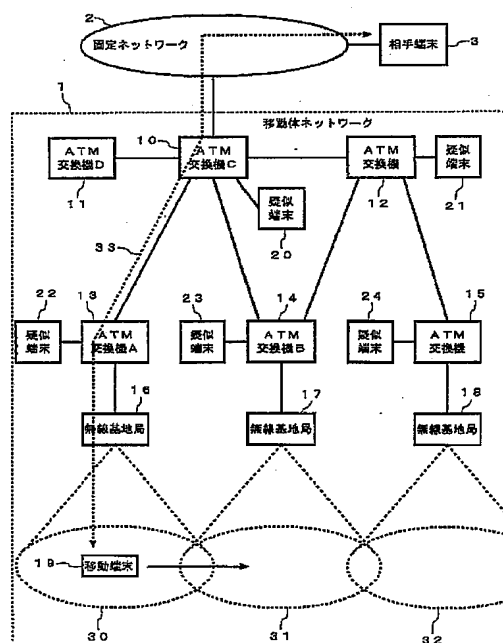 2
固定ネットワーク
相手端末
3
1
移動体ネットワーク
10
ATM
交換機D
ATM
交換機C
ATM
交換機
疑似
端末
11
12
21
疑似
端末
33
20
22
13
23
14
24
15
疑似
端末
ATM
交換機A
疑似
端末
ATM
交換機B
疑似
端末
ATM
交換機
16
17
18
無線基地局
無線基地局
無線基地局
19
移動端末
30
31
32